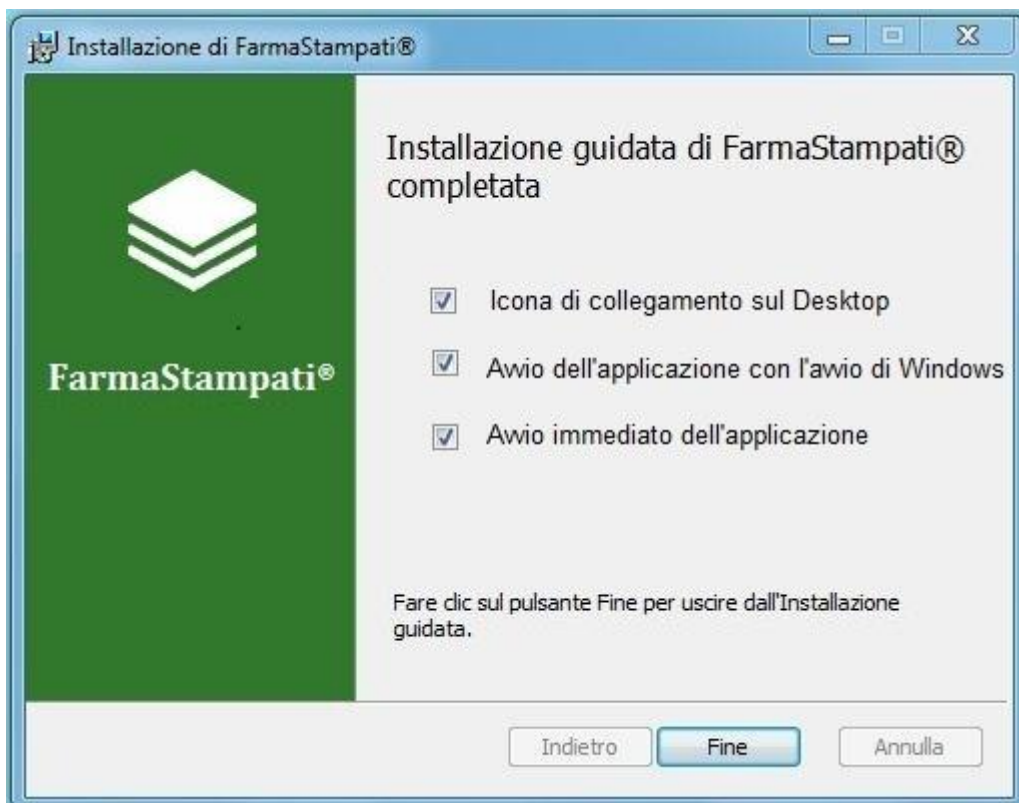 Installazione di FarmaStampati®
Installazione guidata di FarmaStampati®
completata
FarmaStampati®
Icona di collegamento sul Desktop
Avvio dell'applicazione con l'avvio di Windows
Avvio immediato dell'applicazione
Fare clic sul pulsante Fine per uscire dall'Installazione
guidata.
Indietro
Fine
Annulla